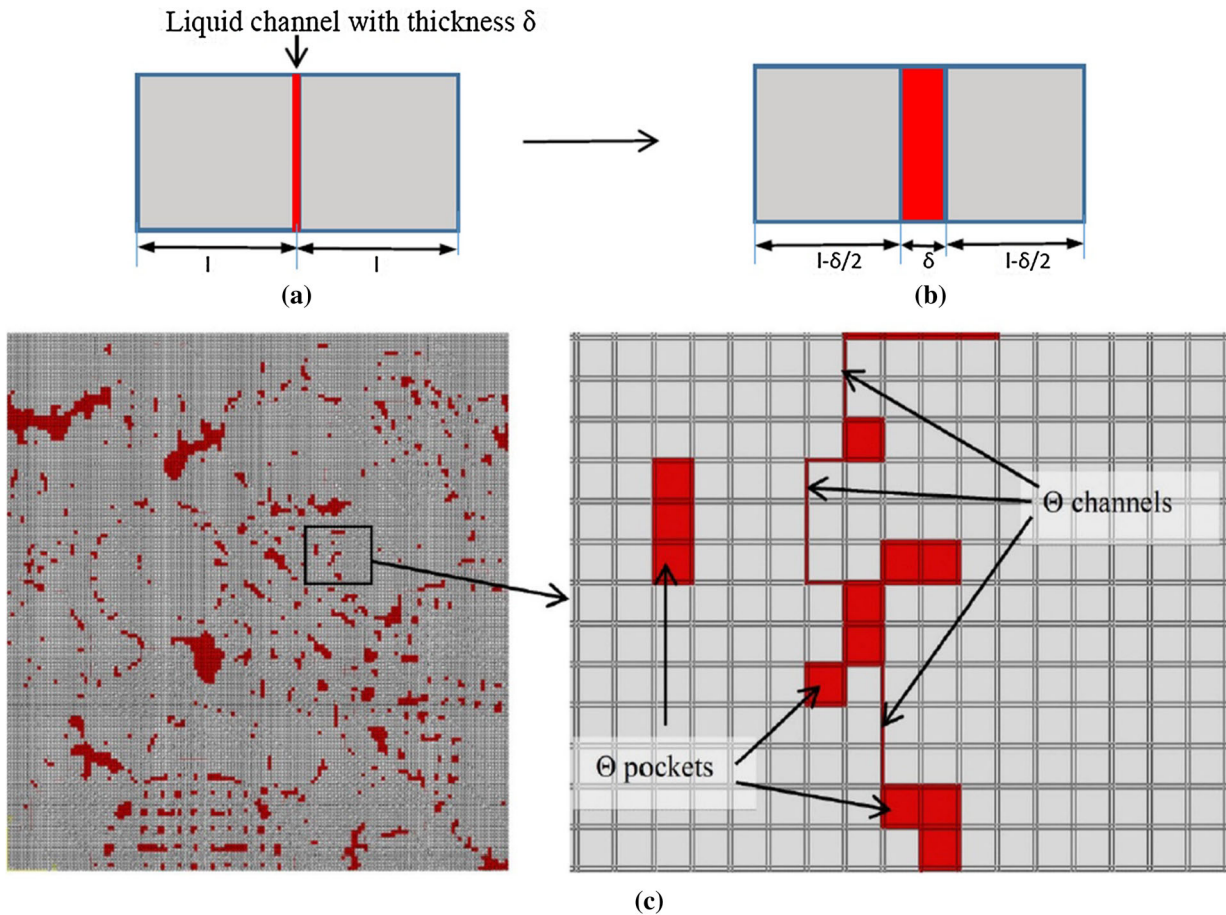 Liquid channel with thickness δ
l
l
(a)
l-δ/2
δ
l-δ/2
(b)
Θ channels
Θ pockets
(c)